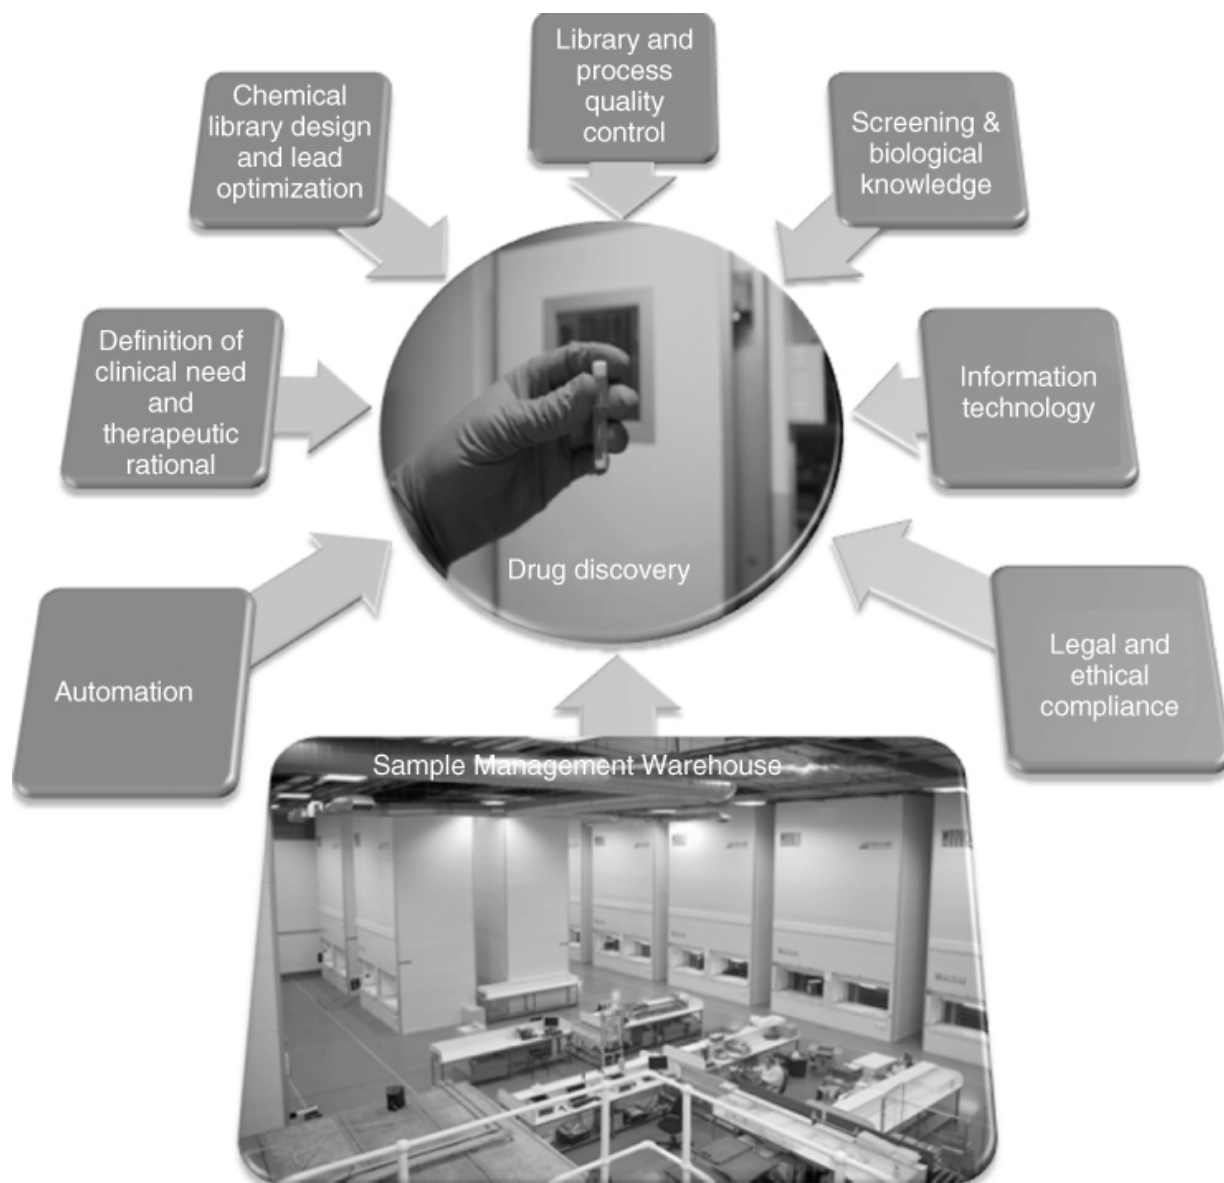 Library and
process
quality
control
Chemical
library design
and lead
optimization
Screening &
biological
knowledge
Definition of
clinical need
and
therapeutic
rational
Information
technology
Drug discovery
Automation
Legal and
ethical
compliance
Sample Management Warehouse